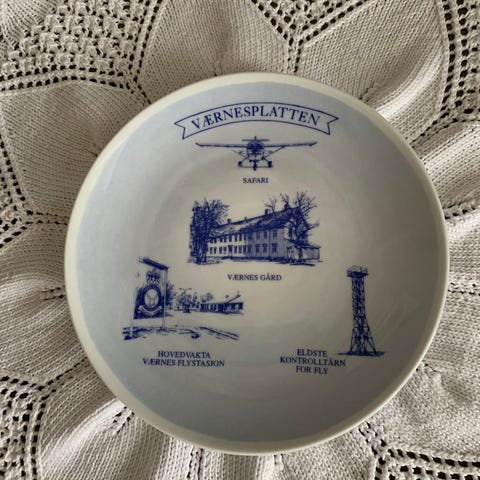 VÆRNESPLATTEN
SAFARI
VÆRNES GÅRD
HOVEDVAKTA
VÆRNES FLYSTASJON
ELDSTE
KONTROLLTÅRN
FOR FLY